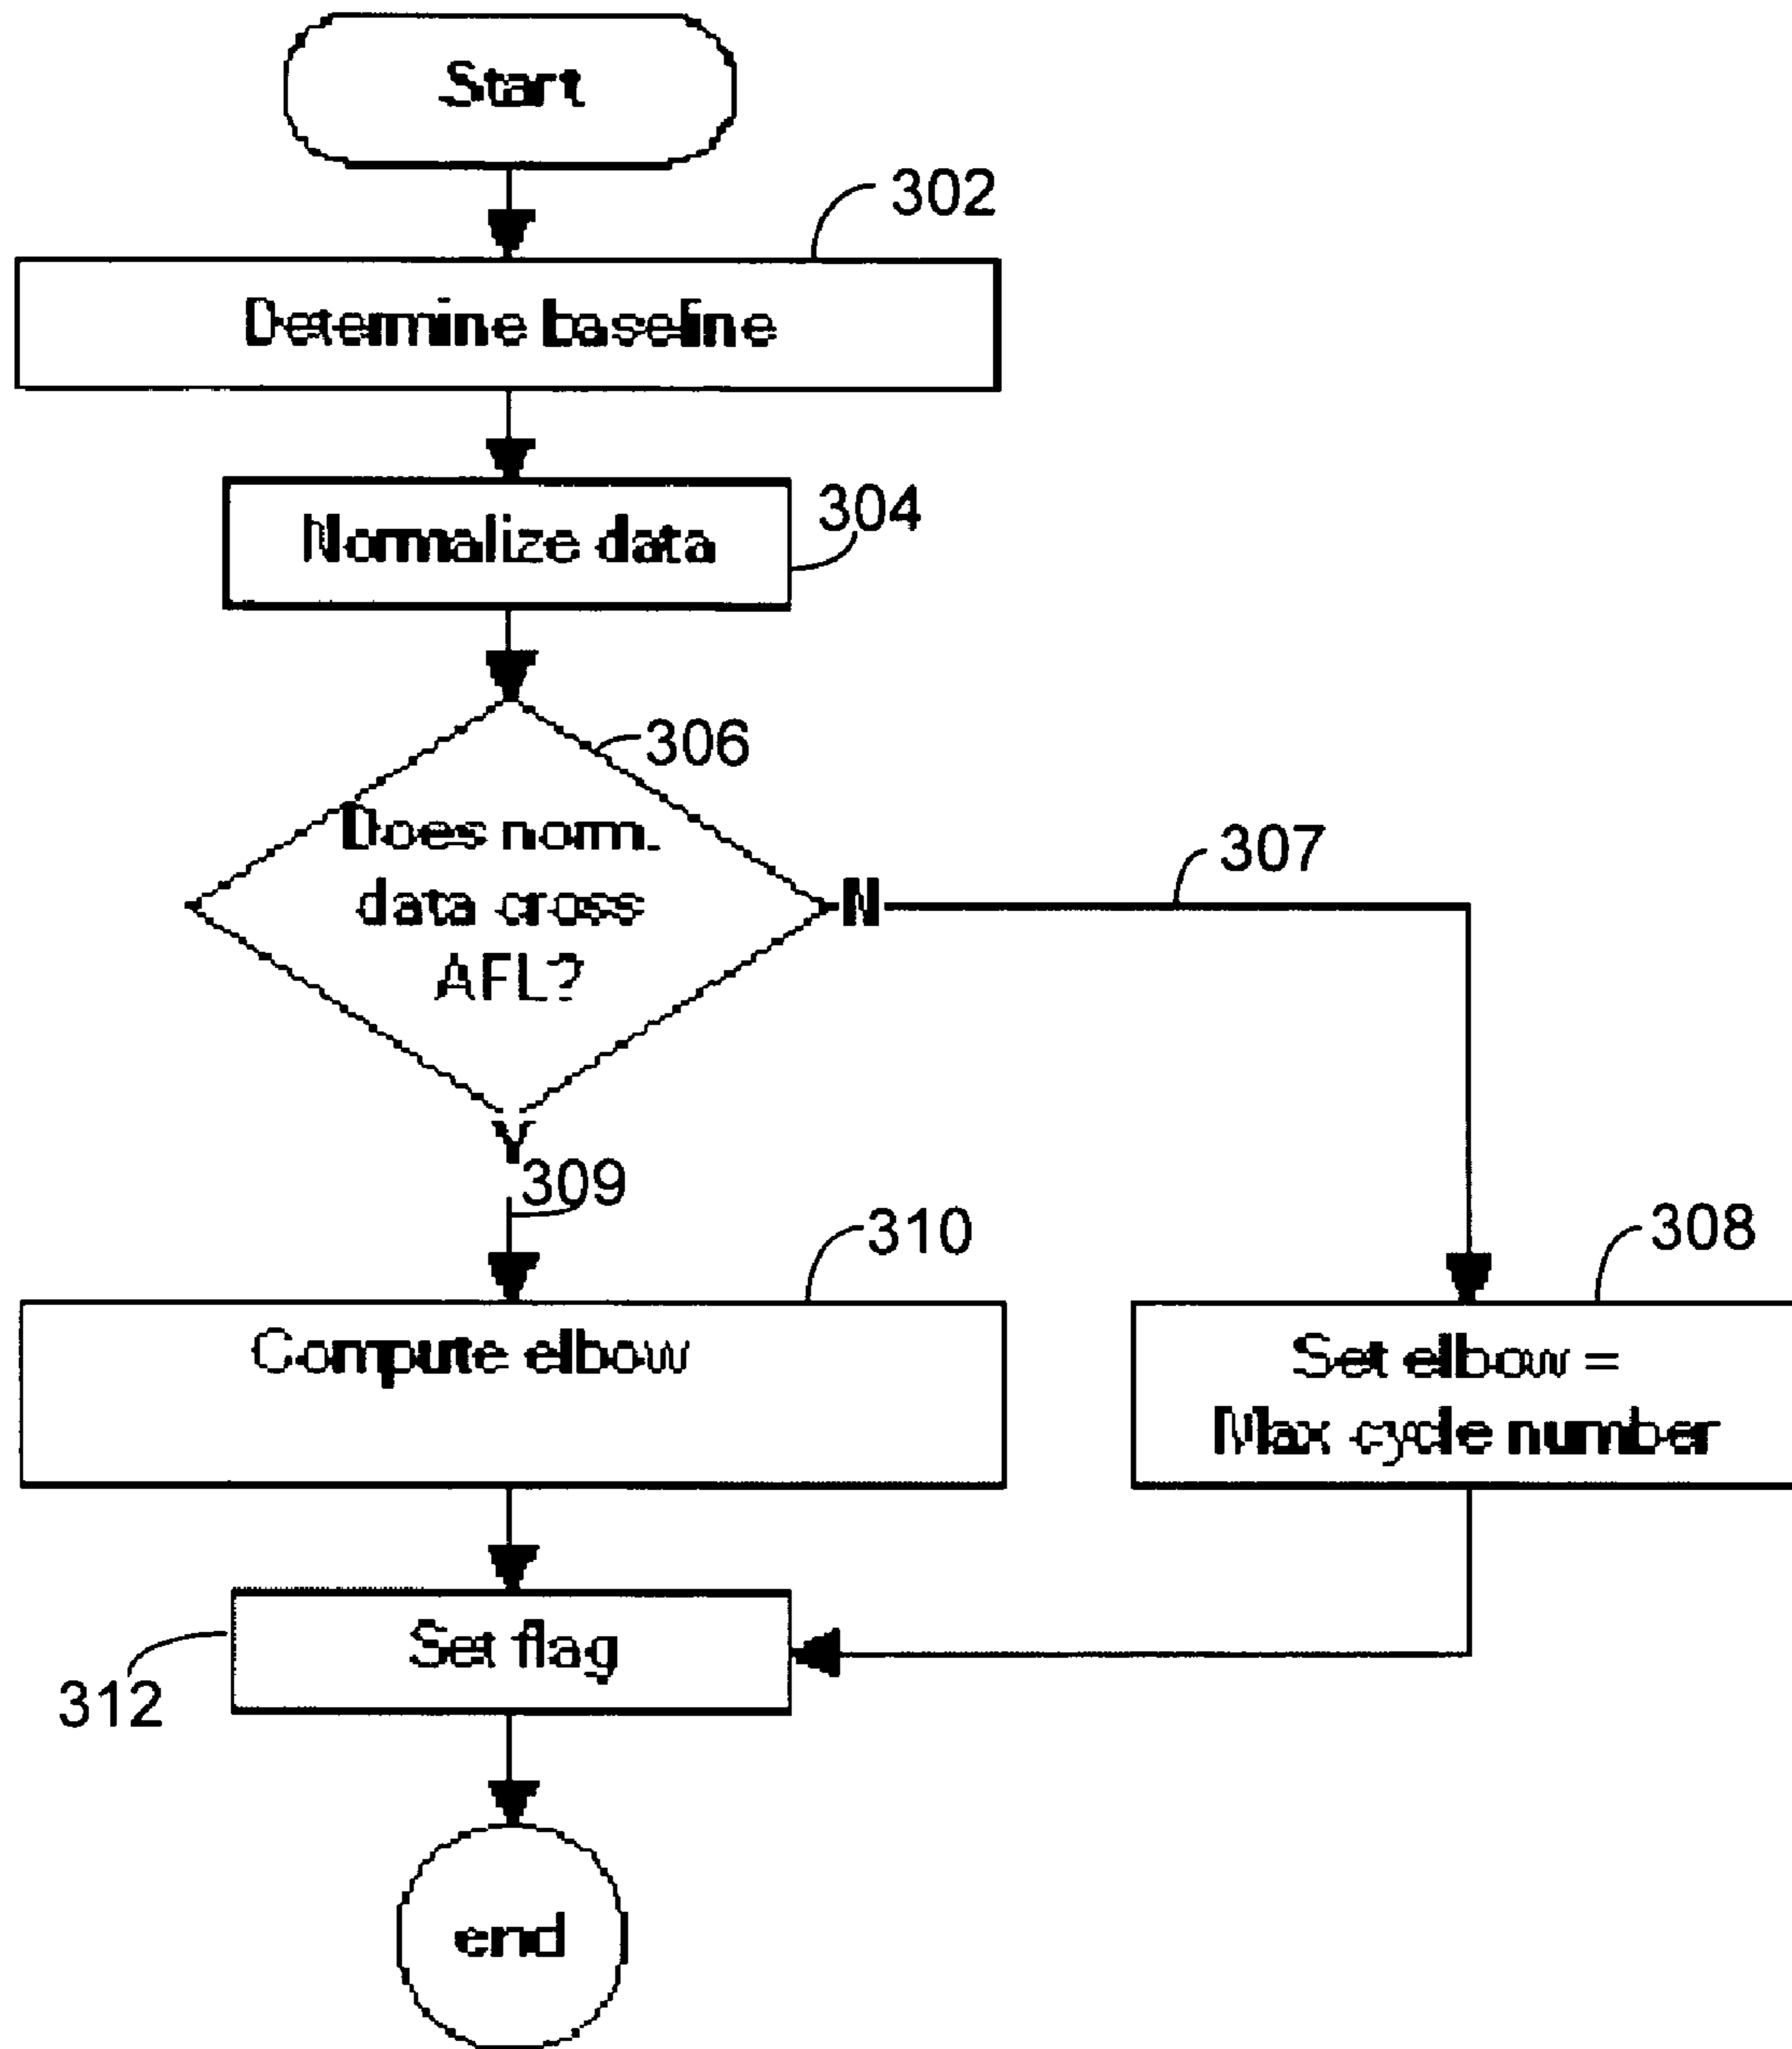 Start
302
Determine baseline
304
Normalize data
306
Does norm.
data cross
AFL?
N
307
Y
309
310
Compute elbow
308
Set elbow =
Max cycle number
Set flag
312
end